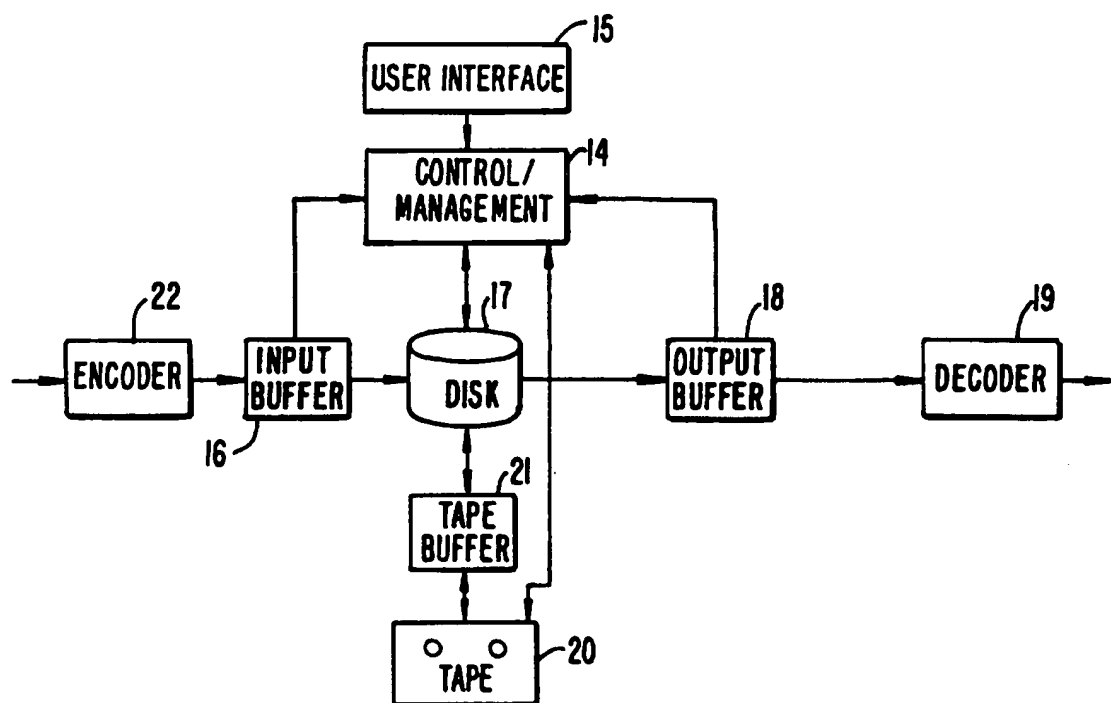 15
USER INTERFACE
14
CONTROL/
MANAGEMENT
22
ENCODER
INPUT
BUFFER
16
17
DISK
18
OUTPUT
BUFFER
19
DECODER
21
TAPE
BUFFER
TAPE
20